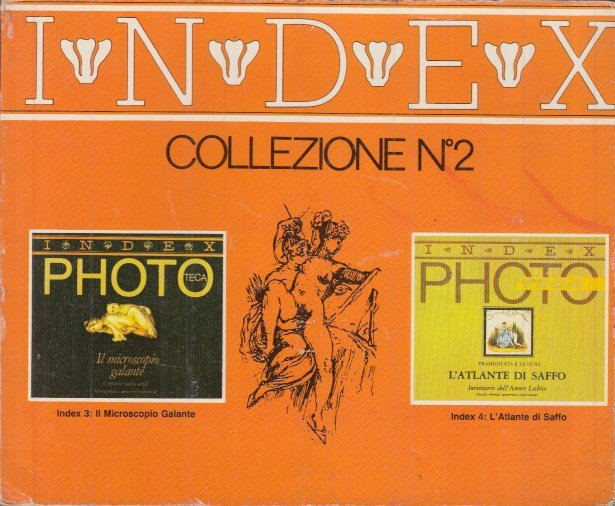 INDEX
COLLEZIONE N°2
INDEX
PHOTO
TECA
Il microscopio
galante
INDEX
PHOTO
TRAMONTATA E LA LUNA
L'ATLANTE DI SAFFO
Inventario dell'Amore Lesbico
Index 3: Il Microscopio Galante
Index 4: L'Atlante di Saffo